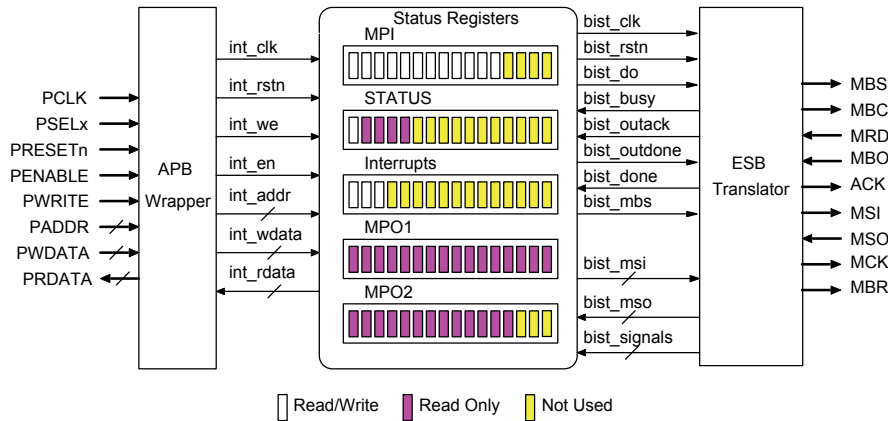 Status Registers
MPI
STATUS
Interrupts
MPO1
MPO2
PCLK
PSELx
PRESETn
PENABLE
PWRITE
PADDR
PWDATA
PRDATA
APB
Wrapper
int_clk
int_rstn
int_we
int_en
int_addr
int_wdata
int_rdata
bist_clk
bist_rstn
bist_do
bist_busy
bist_outack
bist_outdone
bist_done
bist_mbs
bist_msi
bist_mso
bist_signals
ESB
Translator
MBS
MBC
MRD
MBO
ACK
MSI
MSO
MCK
MBR
Read/Write
Read Only
Not Used